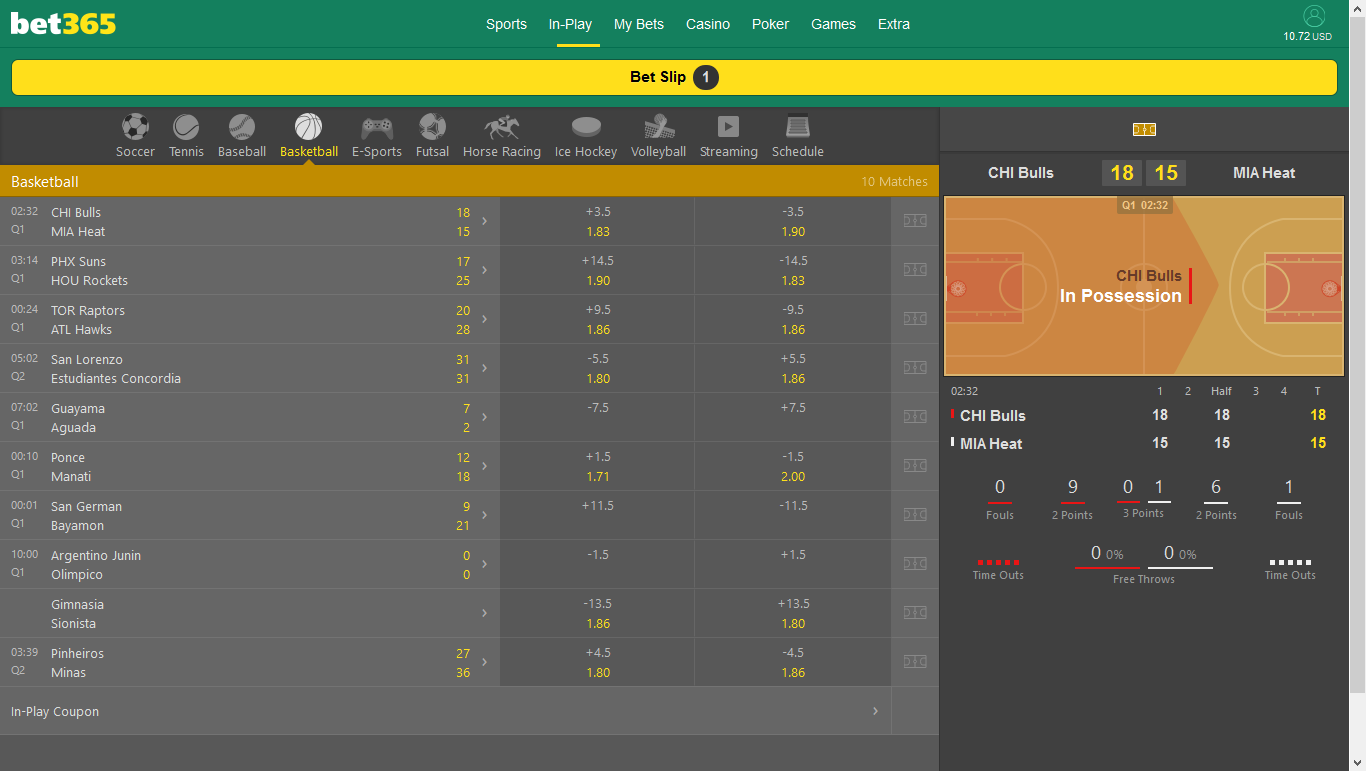 bet365
Sports In-Play My Bets Casino Poker Games Extra
10.72 USD
Bet Slip 1
Soccer Tennis Baseball Basketball E-Sports Futsal Horse Racing Ice Hockey Volleyball Streaming Schedule
Basketball 10 Matches
02:32 CHI Bulls 18 +3.5 -3.5
Q1 MIA Heat 15 1.83 1.90
03:14 PHX Suns 17 +14.5 -14.5
Q1 HOU Rockets 25 1.90 1.83
00:24 TOR Raptors 20 +9.5 -9.5
Q1 ATL Hawks 28 1.86 1.86
05:02 San Lorenzo 31 -5.5 +5.5
Q2 Estudiantes Concordia 31 1.80 1.86
07:02 Guayama 7 -7.5 +7.5
Q1 Aguada 2
00:10 Ponce 12 +1.5 -1.5
Q1 Manati 18 1.71 2.00
00:01 San German 9 +11.5 -11.5
Q1 Bayamon 21
10:00 Argentino Junin 0 -1.5 +1.5
Q1 Olimpico 0
Gimnasia -13.5 +13.5
Sionista 1.86 1.80
03:39 Pinheiros 27 +4.5 -4.5
Q2 Minas 36 1.80 1.86
In-Play Coupon
CHI Bulls 18 15 MIA Heat
Q1 02:32
CHI Bulls
In Possession
02:32 1 2 Half 3 4 T
CHI Bulls 18 18 18
MIA Heat 15 15 15
0 9 0 1 6 1
Fouls 2 Points 3 Points 2 Points Fouls
0 0% 0 0%
Time Outs Free Throws Time Outs